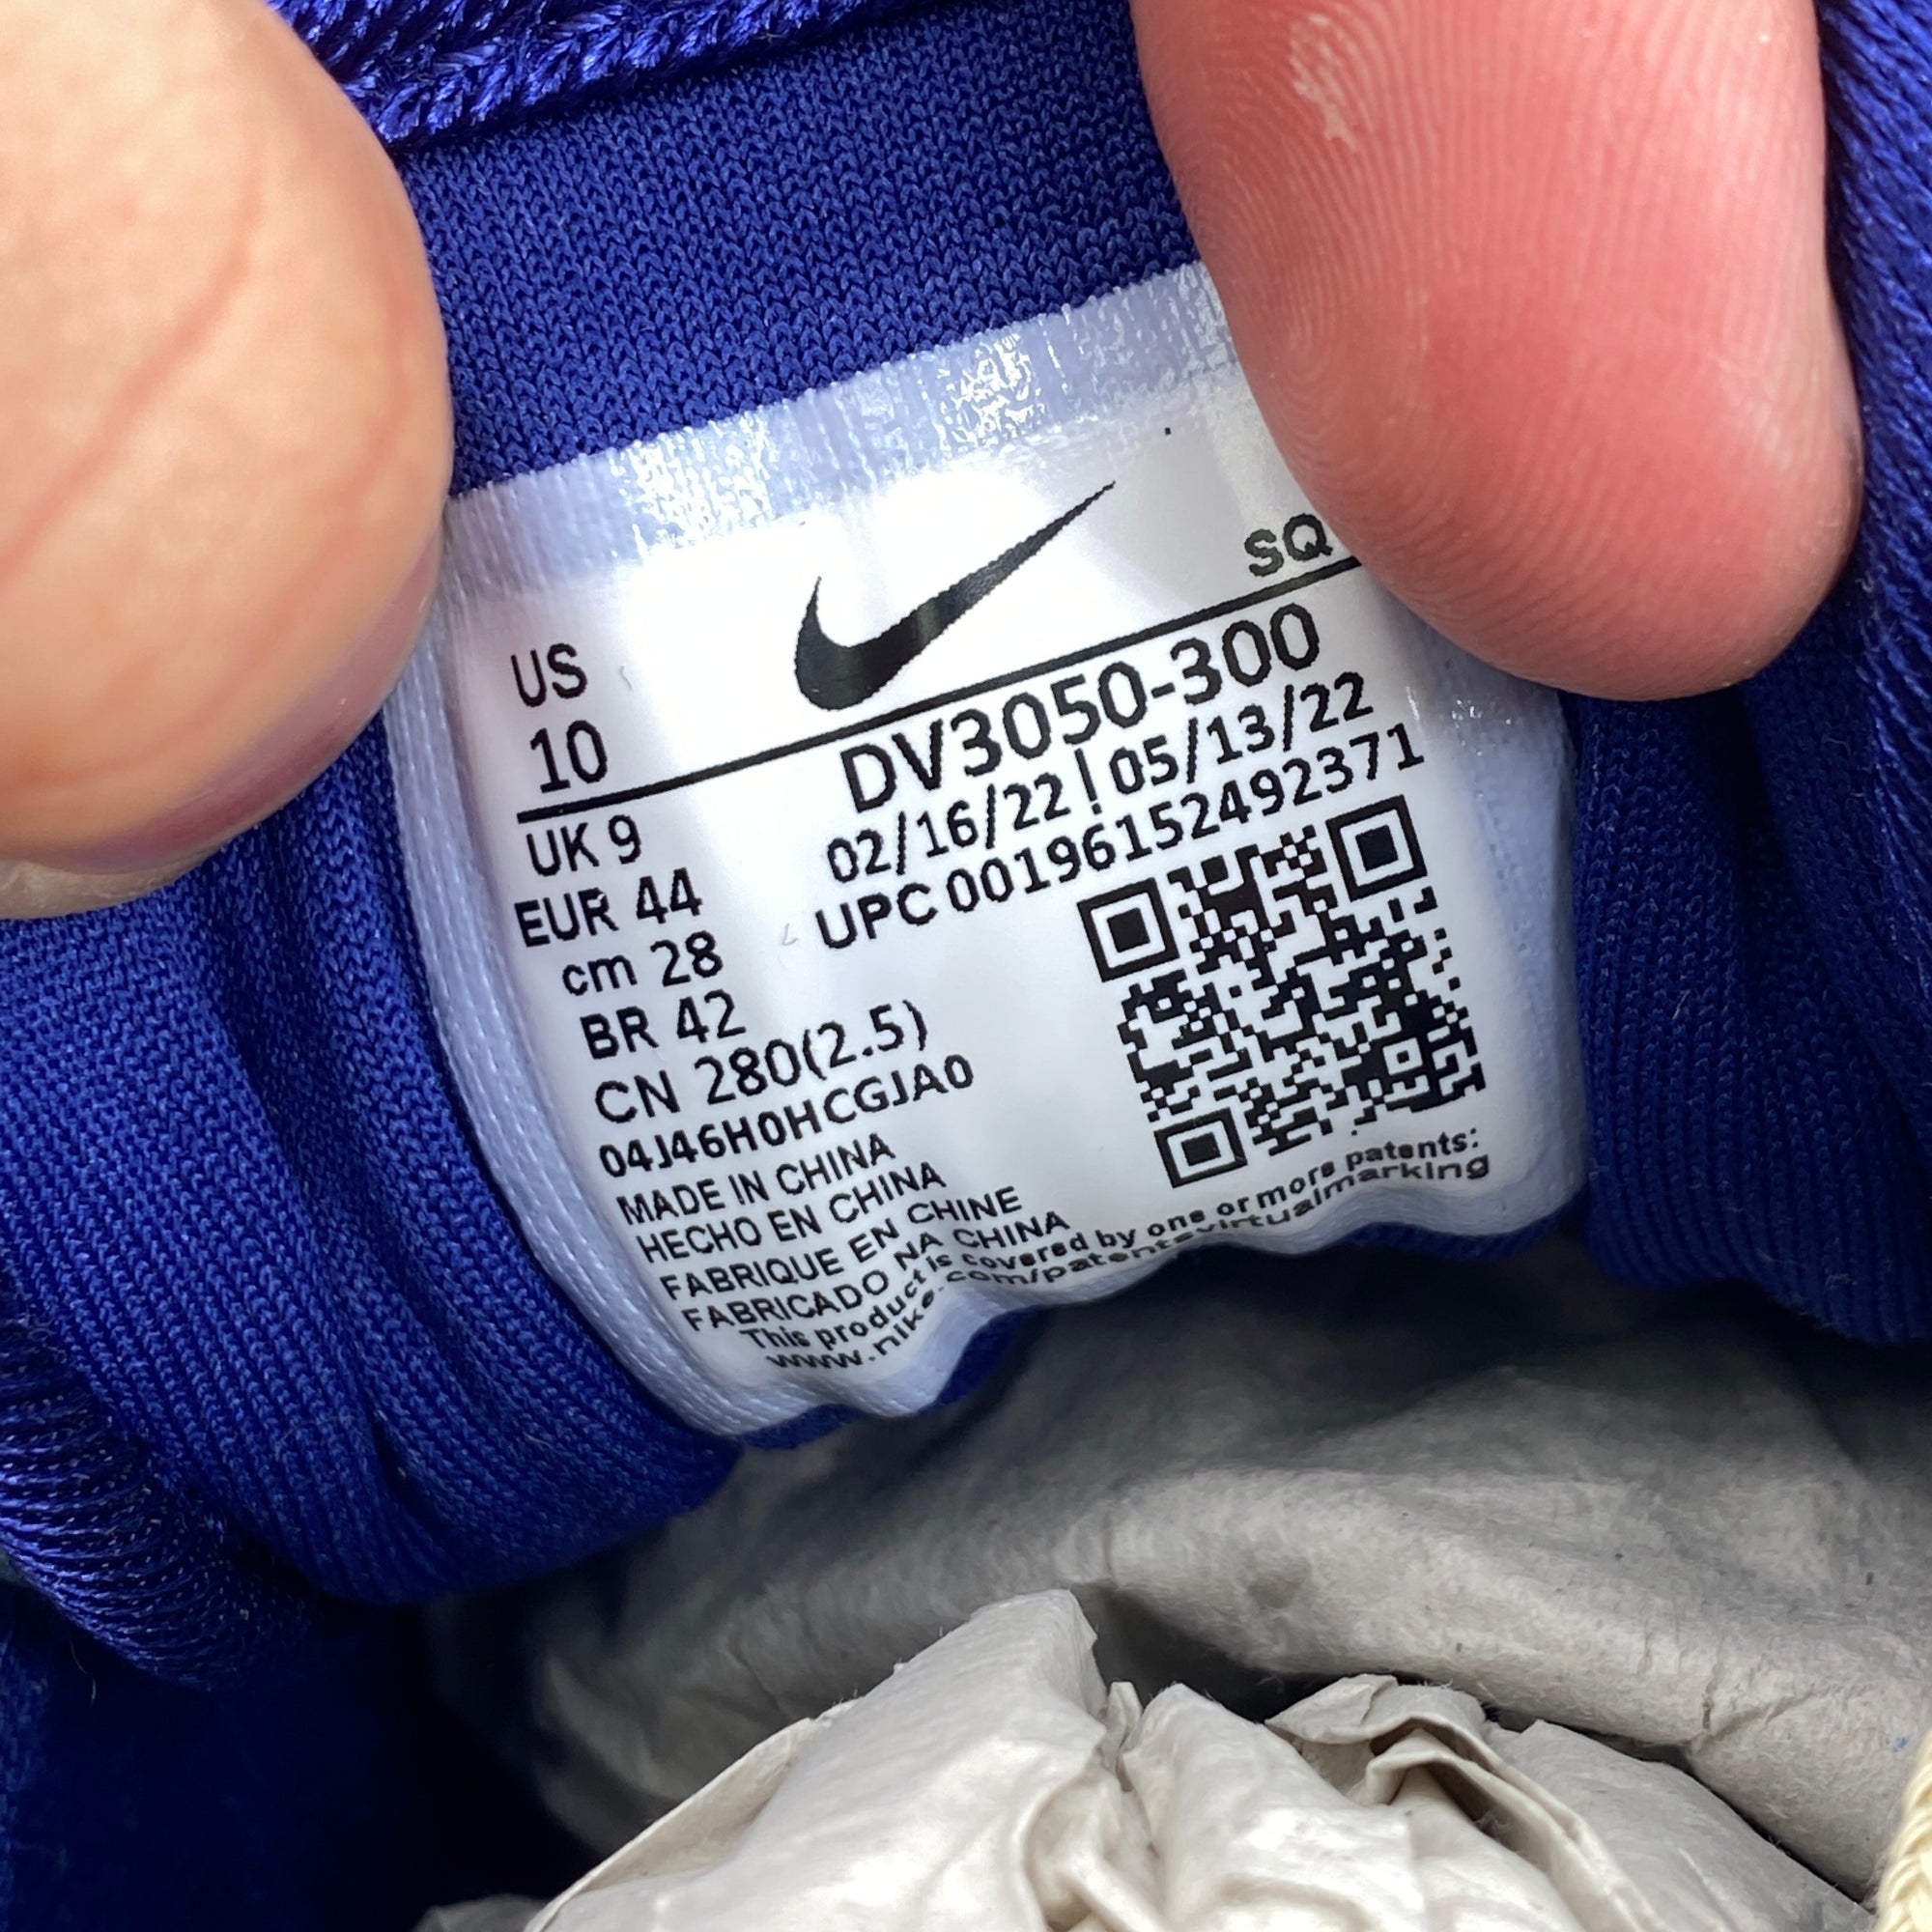 SQ
US
10
DV3050-300
02/16/22 | 05/13/22
UPC 00196152492371
UK 9
EUR 44
cm 28
BR 42
CN 280(2.5)
04J46H0HCGJA0
MADE IN CHINA
HECHO EN CHINA
FABRIQUE EN CHINE
FABRICADO NA CHINA
This product is covered by one or more patents:
www.nike.com/patents-virtualmarking